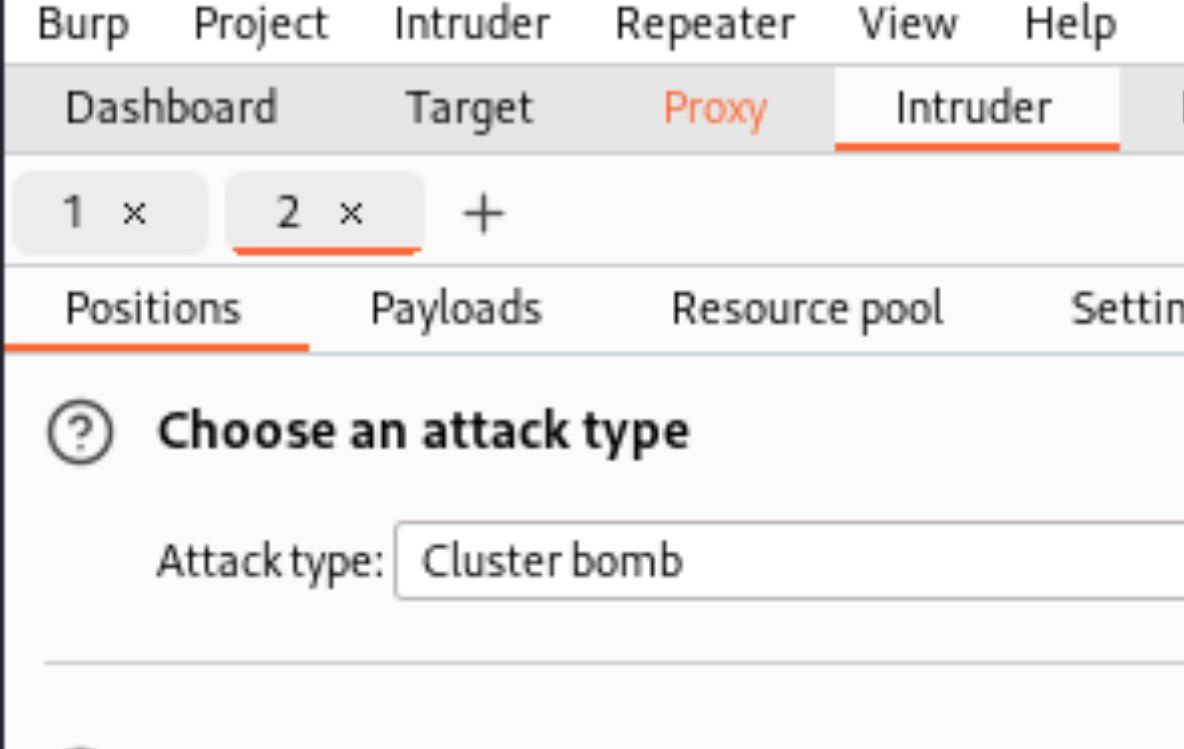 Burp Project Intruder Repeater View Help
Dashboard Target Proxy Intruder
1 × 2 × +
Positions Payloads Resource pool Settin
? Choose an attack type
Attack type: Cluster bomb